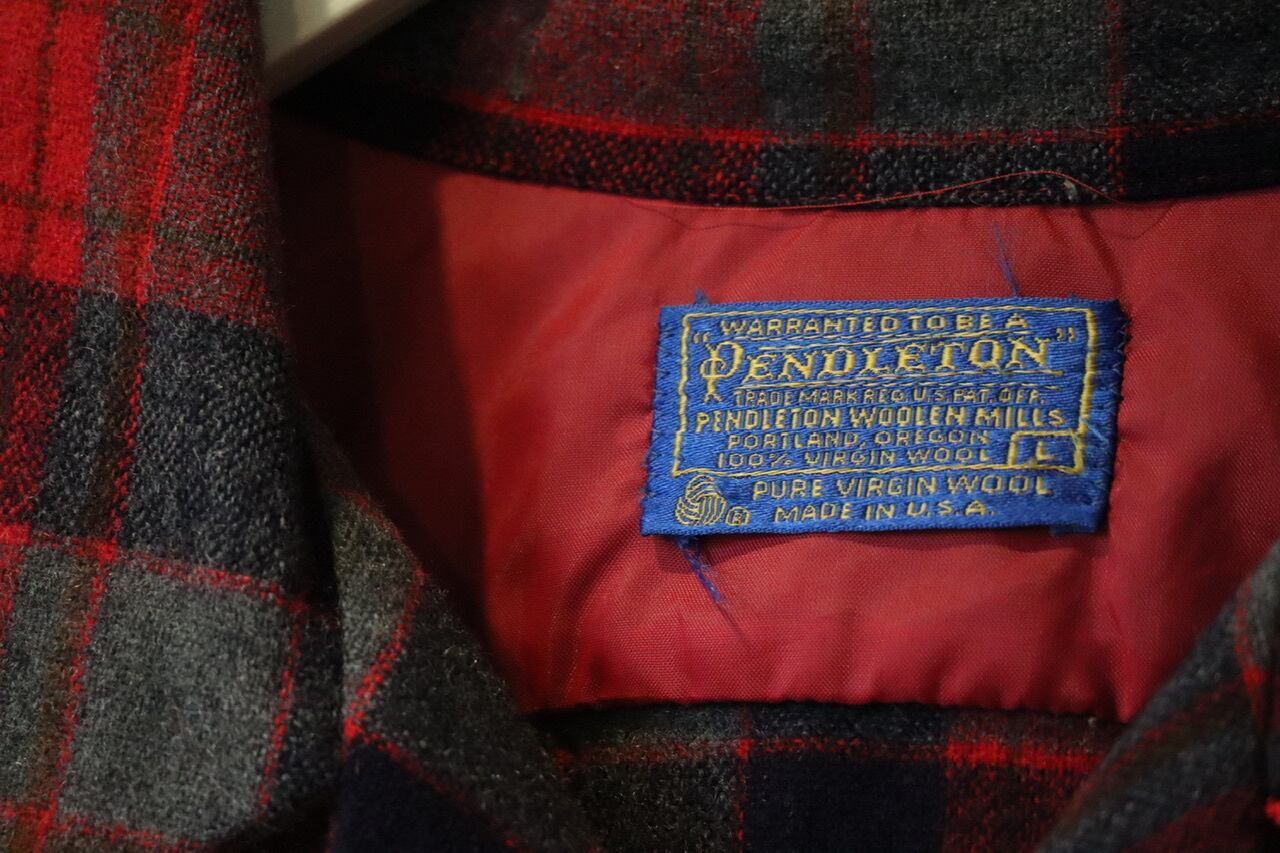 WARRANTED TO BE A
"PENDLETON"
TRADE MARK REG. U.S. PAT. OFF.
PENDLETON WOOLEN MILLS
PORTLAND, OREGON
100% VIRGIN WOOL L
PURE VIRGIN WOOL
® MADE IN U.S.A.